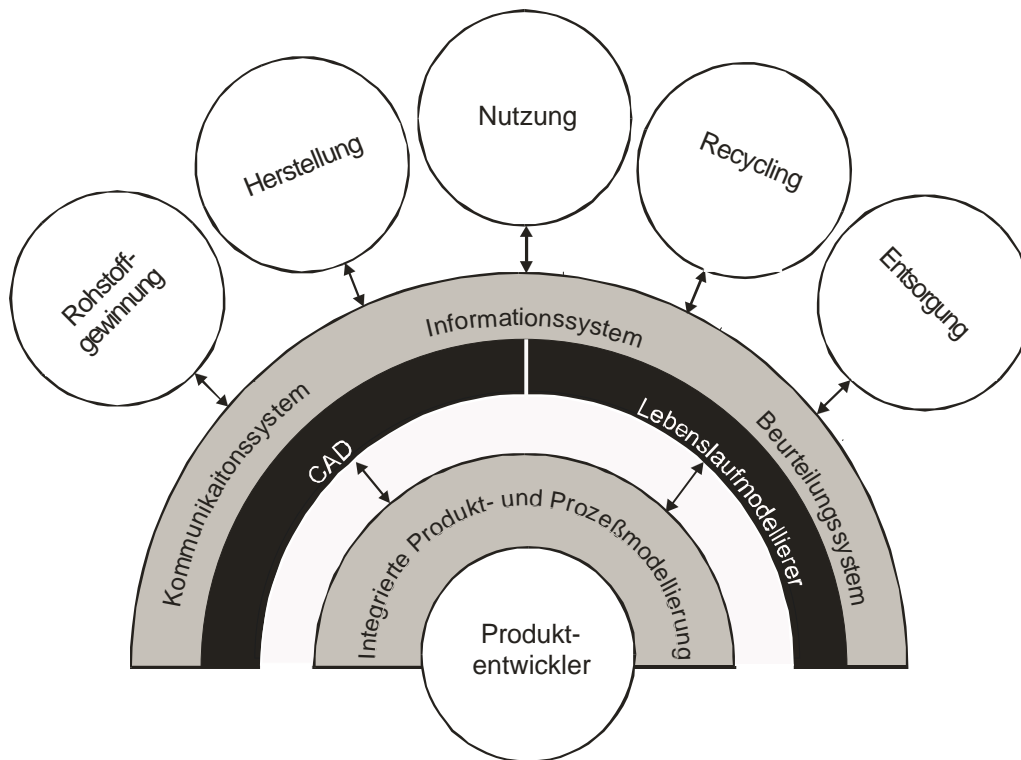 Nutzung
Herstellung
Recycling
Rohstoff-
gewinnung
Entsorgung
Informationssystem
Kommunikaitonssystem
Beurteilungssystem
CAD
Lebenslaufmodellierer
Integrierte Produkt- und Prozeßmodellierung
Produkt-
entwickler